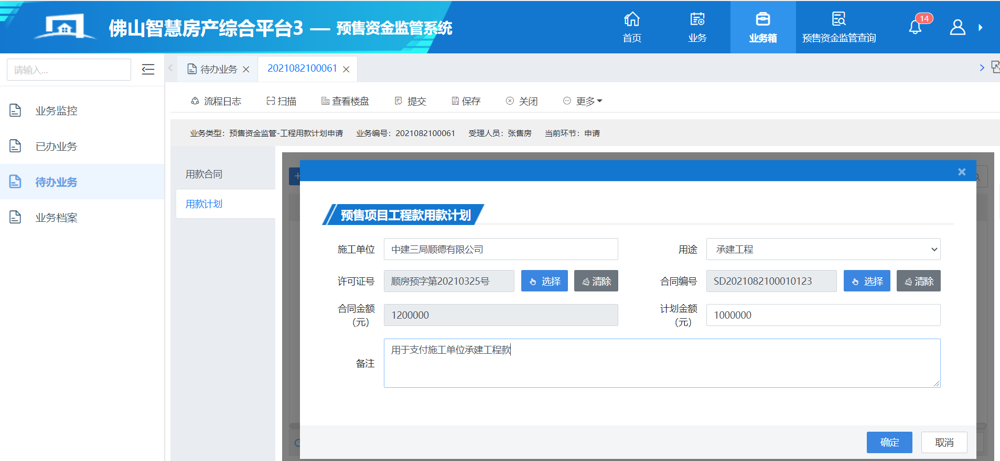 佛山智慧房产综合平台3 — 预售资金监管系统
首页
业务
业务箱
预售资金监管查询
14
请输入...
待办业务
2021082100061
流程日志
扫描
查看楼盘
提交
保存
关闭
更多
业务监控
已办业务
待办业务
业务档案
业务类型：预售资金监管-工程用款计划申请 业务编号：2021082100061 受理人员：张售房 当前环节：申请
用款合同
用款计划
预售项目工程款用款计划
施工单位 中建三局顺德有限公司 用途 承建工程
许可证号 顺房预字第20210325号 选择 清除 合同编号 SD2021082100010123 选择 清除
合同金额(元) 1200000 计划金额(元) 1000000
备注 用于支付施工单位承建工程款
确定 取消